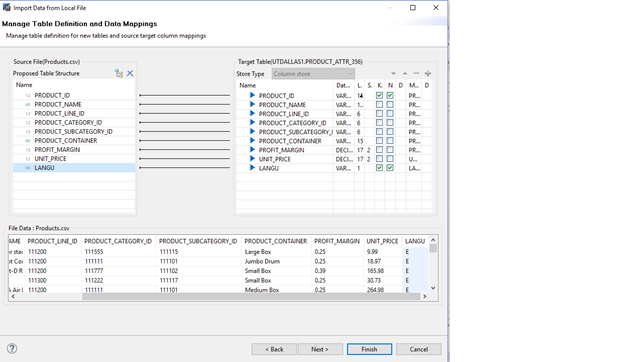 Import Data from Local File
Manage Table Definition and Data Mappings
Manage table definition for new tables and source target column mappings
Source File(Products.csv)
Proposed Table Structure
Name
PRODUCT_ID
PRODUCT_NAME
PRODUCT_LINE_ID
PRODUCT_CATEGORY_ID
PRODUCT_SUBCATEGORY_ID
PRODUCT_CONTAINER
PROFIT_MARGIN
UNIT_PRICE
LANGU
Target Table(UTDALLAS1.PRODUCT_ATTR_356)
Store Type Column store
Name Dat... L. S. K. N D M... D
PRODUCT_ID VAR... PR...
PRODUCT_NAME VAR... 1... PR...
PRODUCT_LINE_ID VAR... 6 PR...
PRODUCT_CATEGORY_ID VAR... 6 PR...
PRODUCT_SUBCATEGORY_I VAR... 6 PR...
PRODUCT_CONTAINER VAR... 15 PR...
PROFIT_MARGIN DECI... 17 2 PR...
UNIT_PRICE DECI... 17 2 U...
LANGU VAR... 1 LA...
File Data : Products.csv
AME PRODUCT_LINE_ID PRODUCT_CATEGORY_ID PRODUCT_SUBCATEGORY_ID PRODUCT_CONTAINER PROFIT_MARGIN UNIT_PRICE LANGU
r stac 111200 111555 111115 Large Box 0.25 9.99 E
t Co 111200 111111 111101 Jumbo Drum 0.25 18.97 E
t-D R 111200 111777 111102 Small Box 0.39 165.98 E
111300 111222 111117 Small Box 0.25 30.73 E
Air 111200 111111 111101 Medium Box 0.25 264.98 E
< Back Next > Finish Cancel